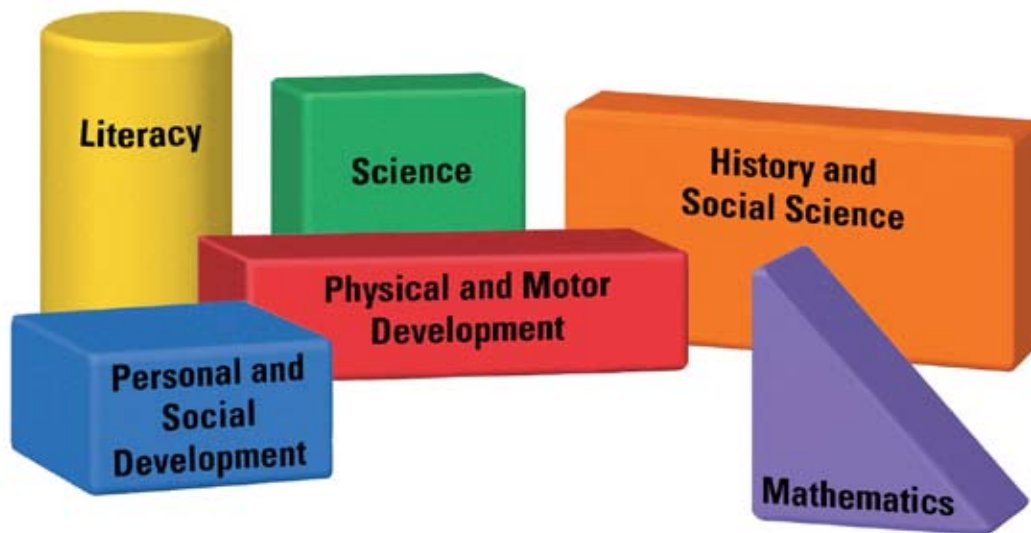 Literacy
Science
History and
Social Science
Physical and Motor
Development
Personal and
Social
Development
Mathematics